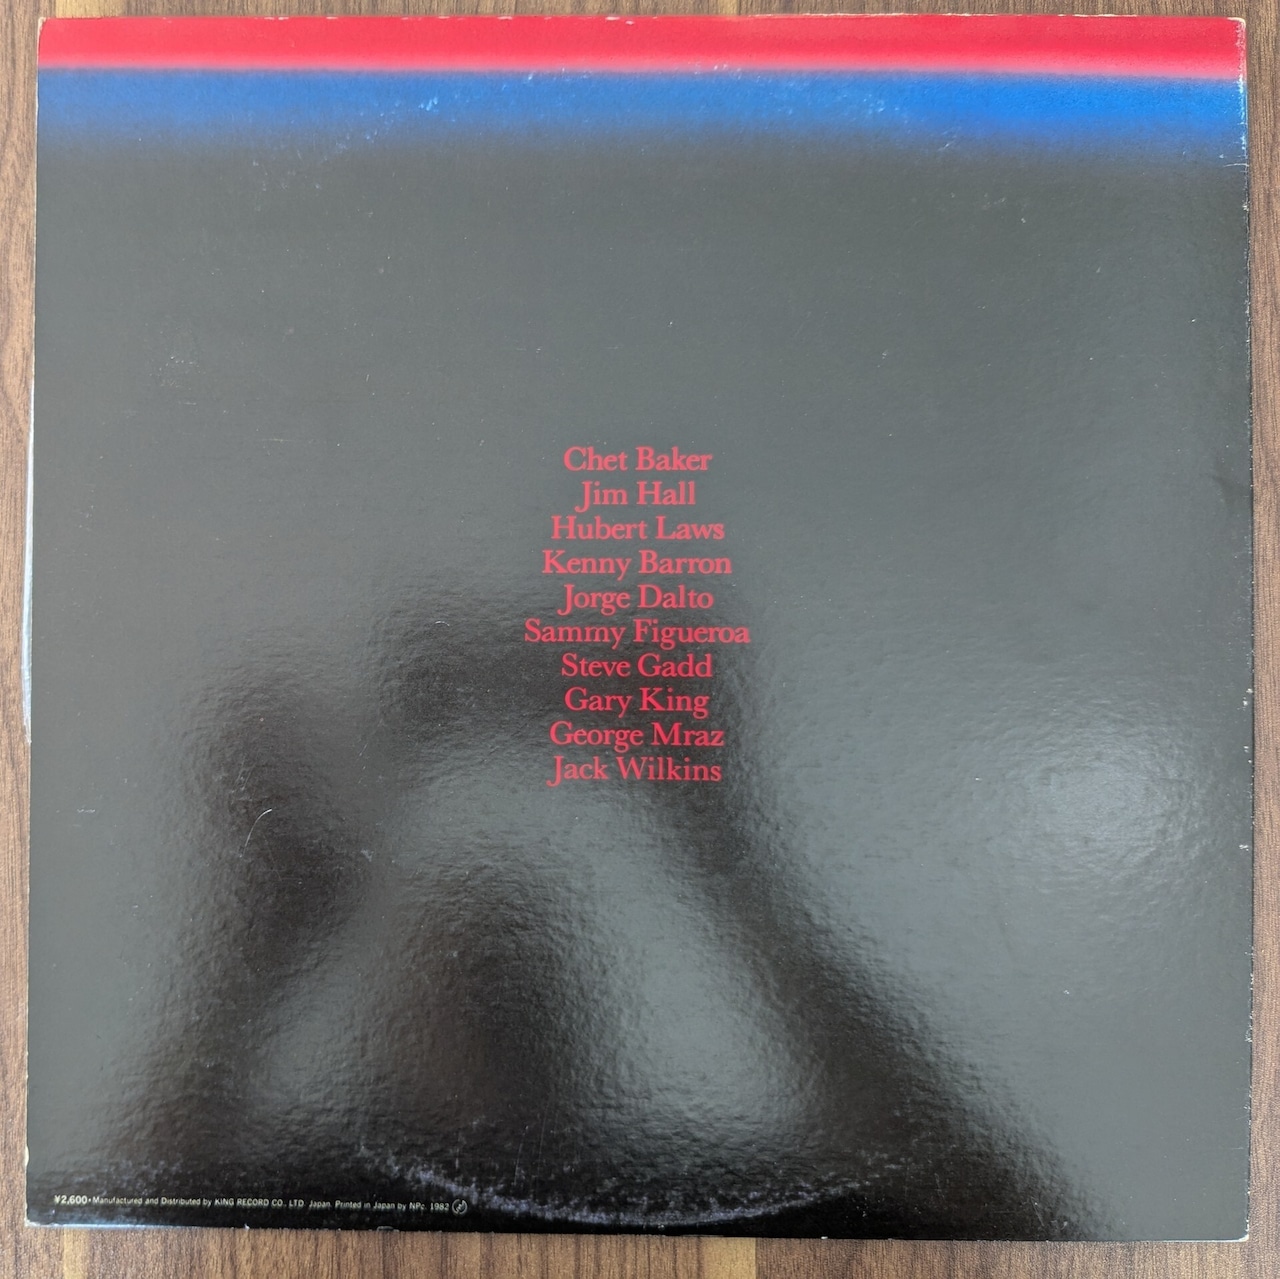 Chet Baker
Jim Hall
Hubert Laws
Kenny Barron
Jorge Dalto
Sammy Figueroa
Steve Gadd
Gary King
George Mraz
Jack Wilkins
¥2,600•Manufactured and Distributed by KING RECORD CO., LTD. Japan. Printed in Japan by NPc. 1982